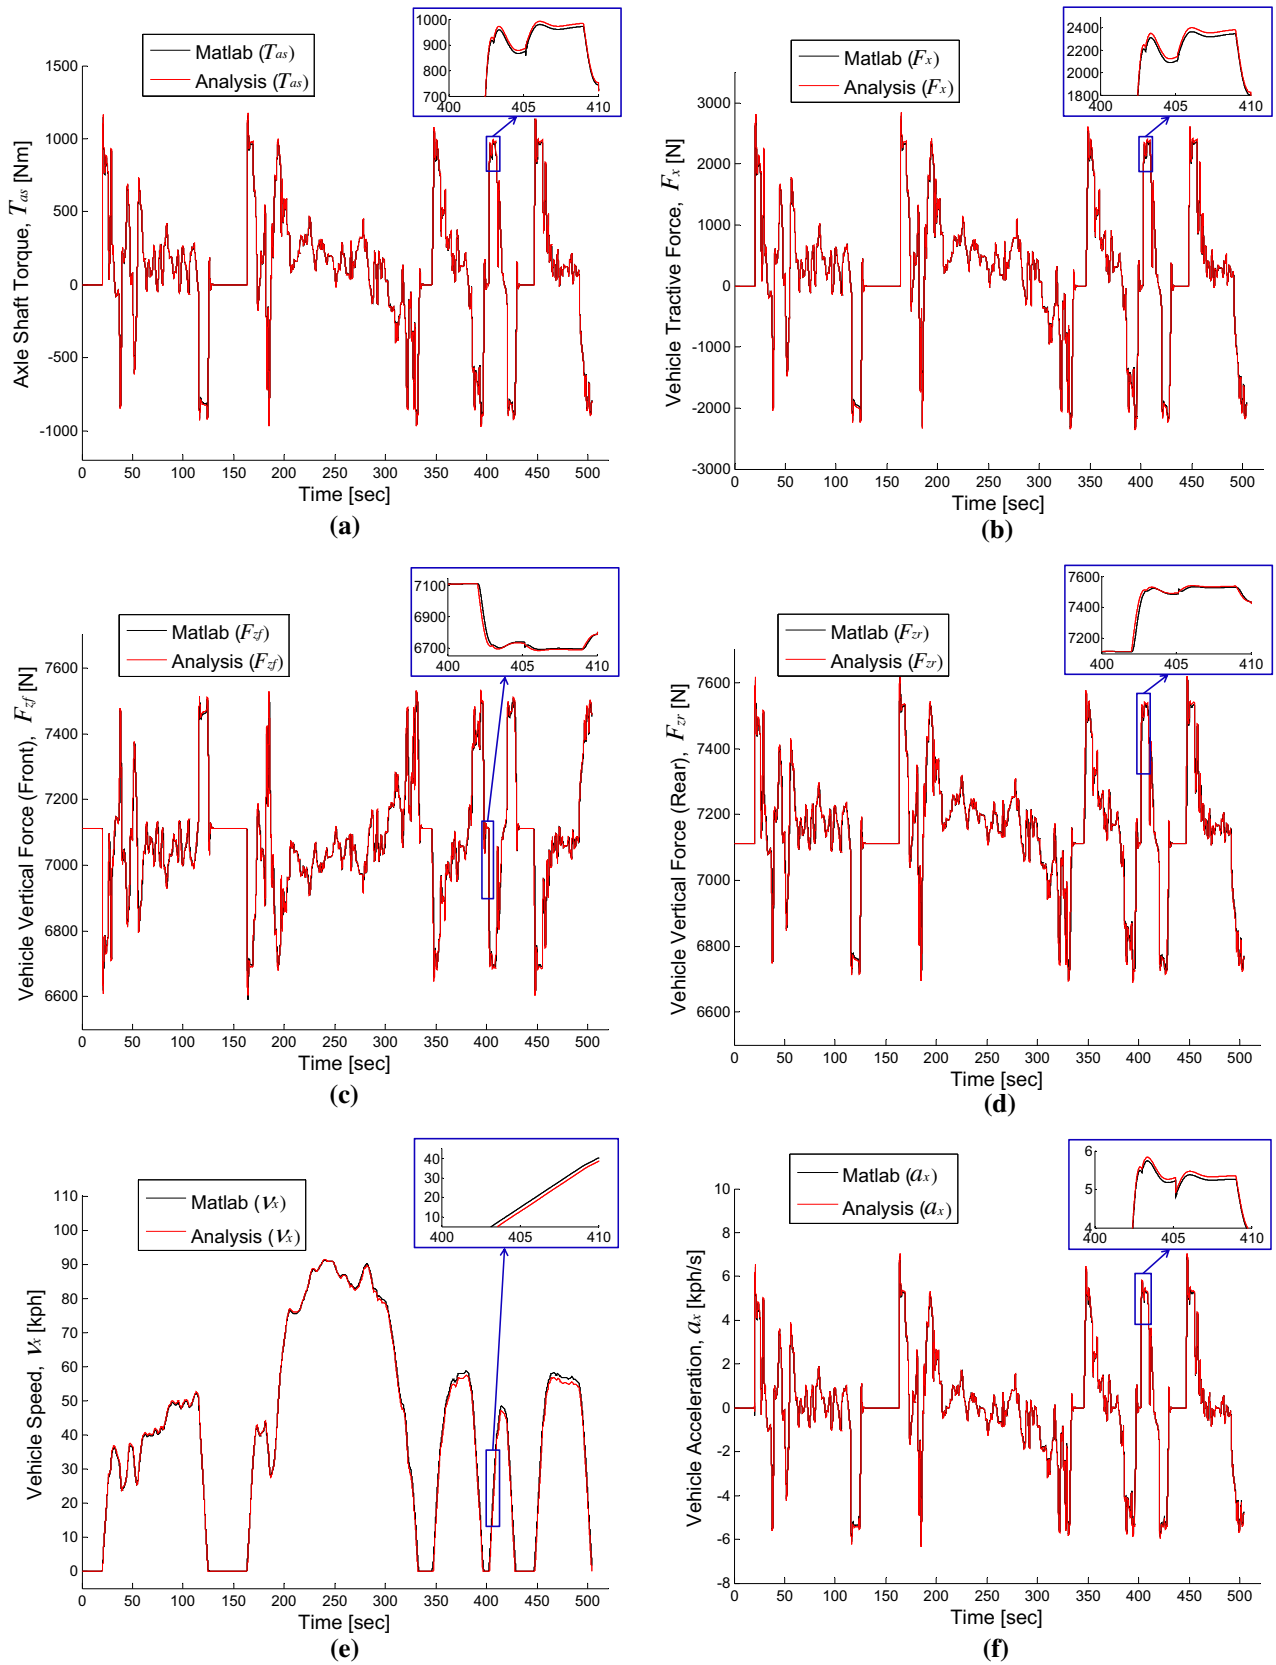 Matlab (Tas)
Analysis (Tas)
1000
900
800
700
400
405
410
1500
1000
500
0
-500
-1000
Axle Shaft Torque, Tas [Nm]
0 50 100 150 200 250 300 350 400 450 500
Time [sec]
(a)
Matlab (Fx)
Analysis (Fx)
2400
2200
2000
1800
400 405 410
3000
2000
1000
0
-1000
-2000
-3000
Vehicle Tractive Force, Fx [N]
0 50 100 150 200 250 300 350 400 450 500
Time [sec]
(b)
Matlab (Fzf)
Analysis (Fzf)
7100
6900
6700
400 405 410
7600
7400
7200
7000
6800
6600
Vehicle Vertical Force (Front), Fzf [N]
0 50 100 150 200 250 300 350 400 450 500
Time [sec]
(c)
Matlab (Fzr)
Analysis (Fzr)
7600
7400
7200
400 405 410
7600
7400
7200
7000
6800
6600
Vehicle Vertical Force (Rear), Fzr [N]
0 50 100 150 200 250 300 350 400 450 500
Time [sec]
(d)
Matlab (vx)
Analysis (vx)
40
30
20
10
400 405 410
110
100
90
80
70
60
50
40
30
20
10
0
Vehicle Speed, vx [kph]
0 50 100 150 200 250 300 350 400 450 500
Time [sec]
(e)
Matlab (ax)
Analysis (ax)
6
5
4
400 405 410
10
8
6
4
2
0
-2
-4
-6
-8
Vehicle Acceleration, ax [kph/s]
0 50 100 150 200 250 300 350 400 450 500
Time [sec]
(f)